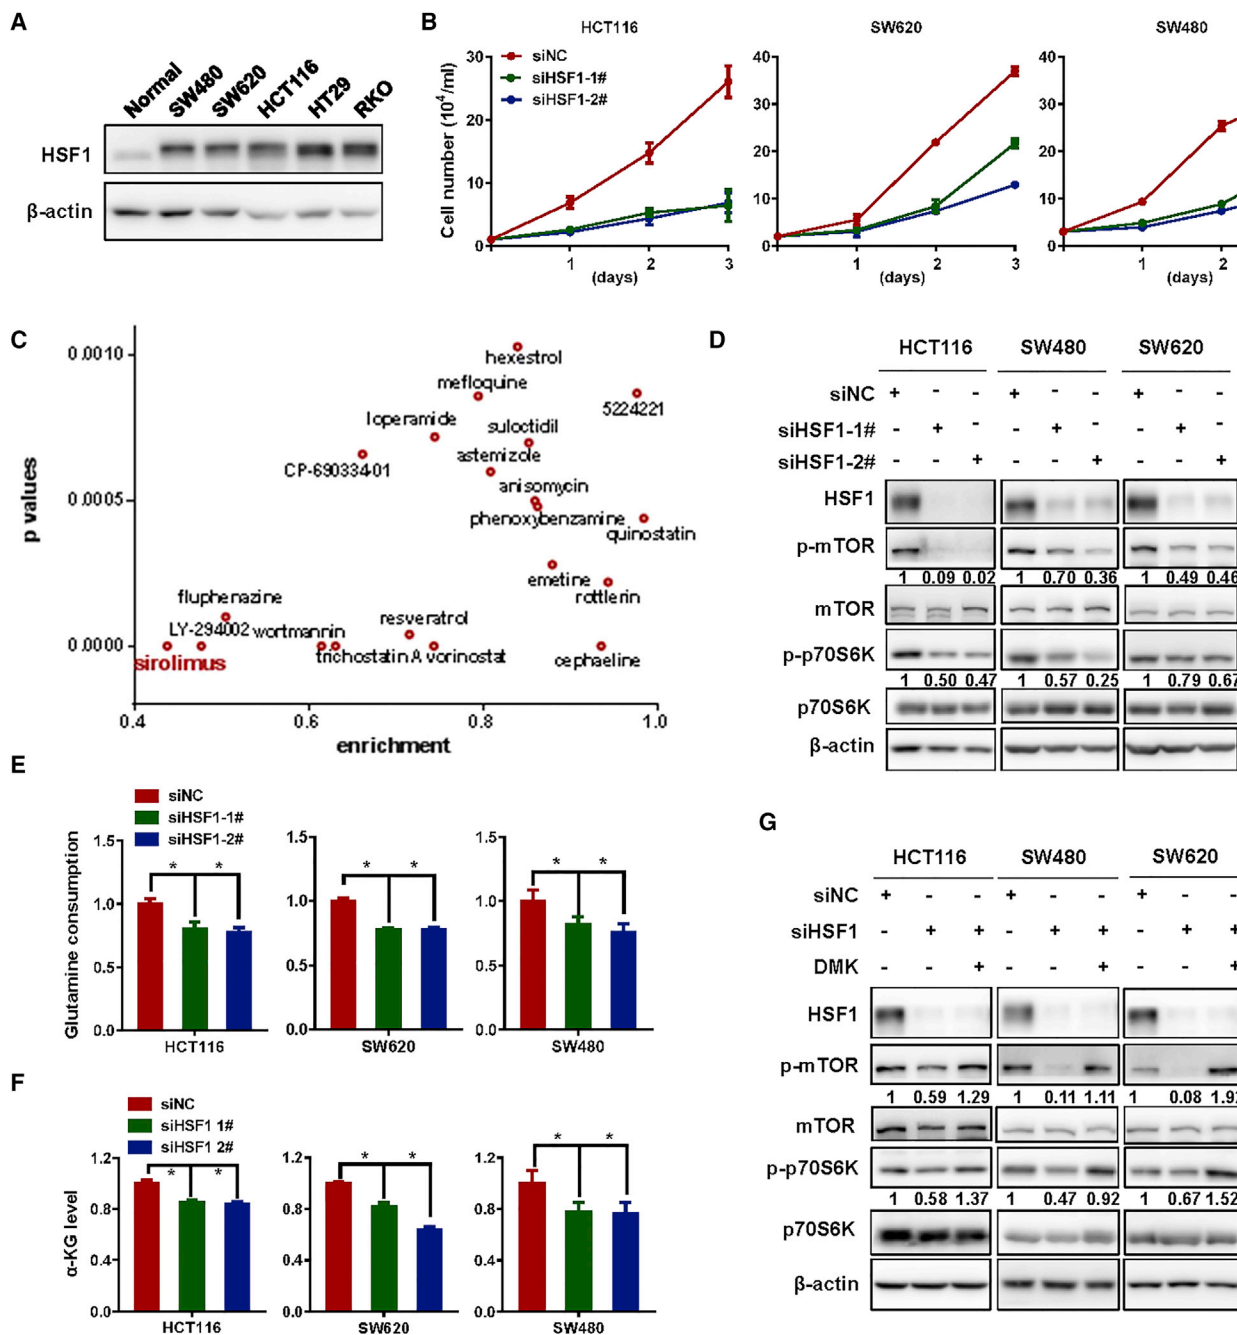 A
Normal
SW480
SW620
HCT116
HT29
RKO
HSF1
β-actin
B
HCT116
SW620
SW480
siNC
siHSF1-1#
siHSF1-2#
Cell number (10⁴/ml)
30
20
10
0
40
30
20
10
0
40
30
20
10
0
1 2 3
1 2 3
1 2
(days)
(days)
(days)
C
p values
0.0010
0.0005
0.0000
hexestrol
mefloquine
5224221
loperamide
suloctidil
astemizole
CP-690334-01
anisomycin
phenoxybenzamine
quinostatin
emetine
rottlerin
fluphenazine
resveratrol
LY-294002
wortmannin
sirolimus
trichostatin A
vorinostat
cephaeline
0.4 0.6 0.8 1.0
enrichment
D
HCT116 SW480 SW620
siNC + - - + - - + - -
siHSF1-1# - + - - + - - + -
siHSF1-2# - - + - - + - - +
HSF1
p-mTOR
1 0.09 0.02 1 0.70 0.36 1 0.49 0.46
mTOR
p-p70S6K
1 0.50 0.47 1 0.57 0.25 1 0.79 0.67
p70S6K
β-actin
E
siNC
siHSF1-1#
siHSF1-2#
Glutamine consumption
1.5
1.0
0.5
0.0
* *
HCT116
1.5
1.0
0.5
0.0
* *
SW620
1.5
1.0
0.5
0.0
* *
SW480
F
siNC
siHSF1 1#
siHSF1 2#
α-KG level
1.2
0.8
0.4
0.0
* *
HCT116
1.2
0.8
0.4
0.0
* *
SW620
1.2
0.8
0.4
0.0
* *
SW480
G
HCT116 SW480 SW620
siNC + - - + - - + - -
siHSF1 - + + - + + - + +
DMK - - + - - + - - +
HSF1
p-mTOR
1 0.59 1.29 1 0.11 1.11 1 0.08 1.92
mTOR
p-p70S6K
1 0.58 1.37 1 0.47 0.92 1 0.67 1.52
p70S6K
β-actin